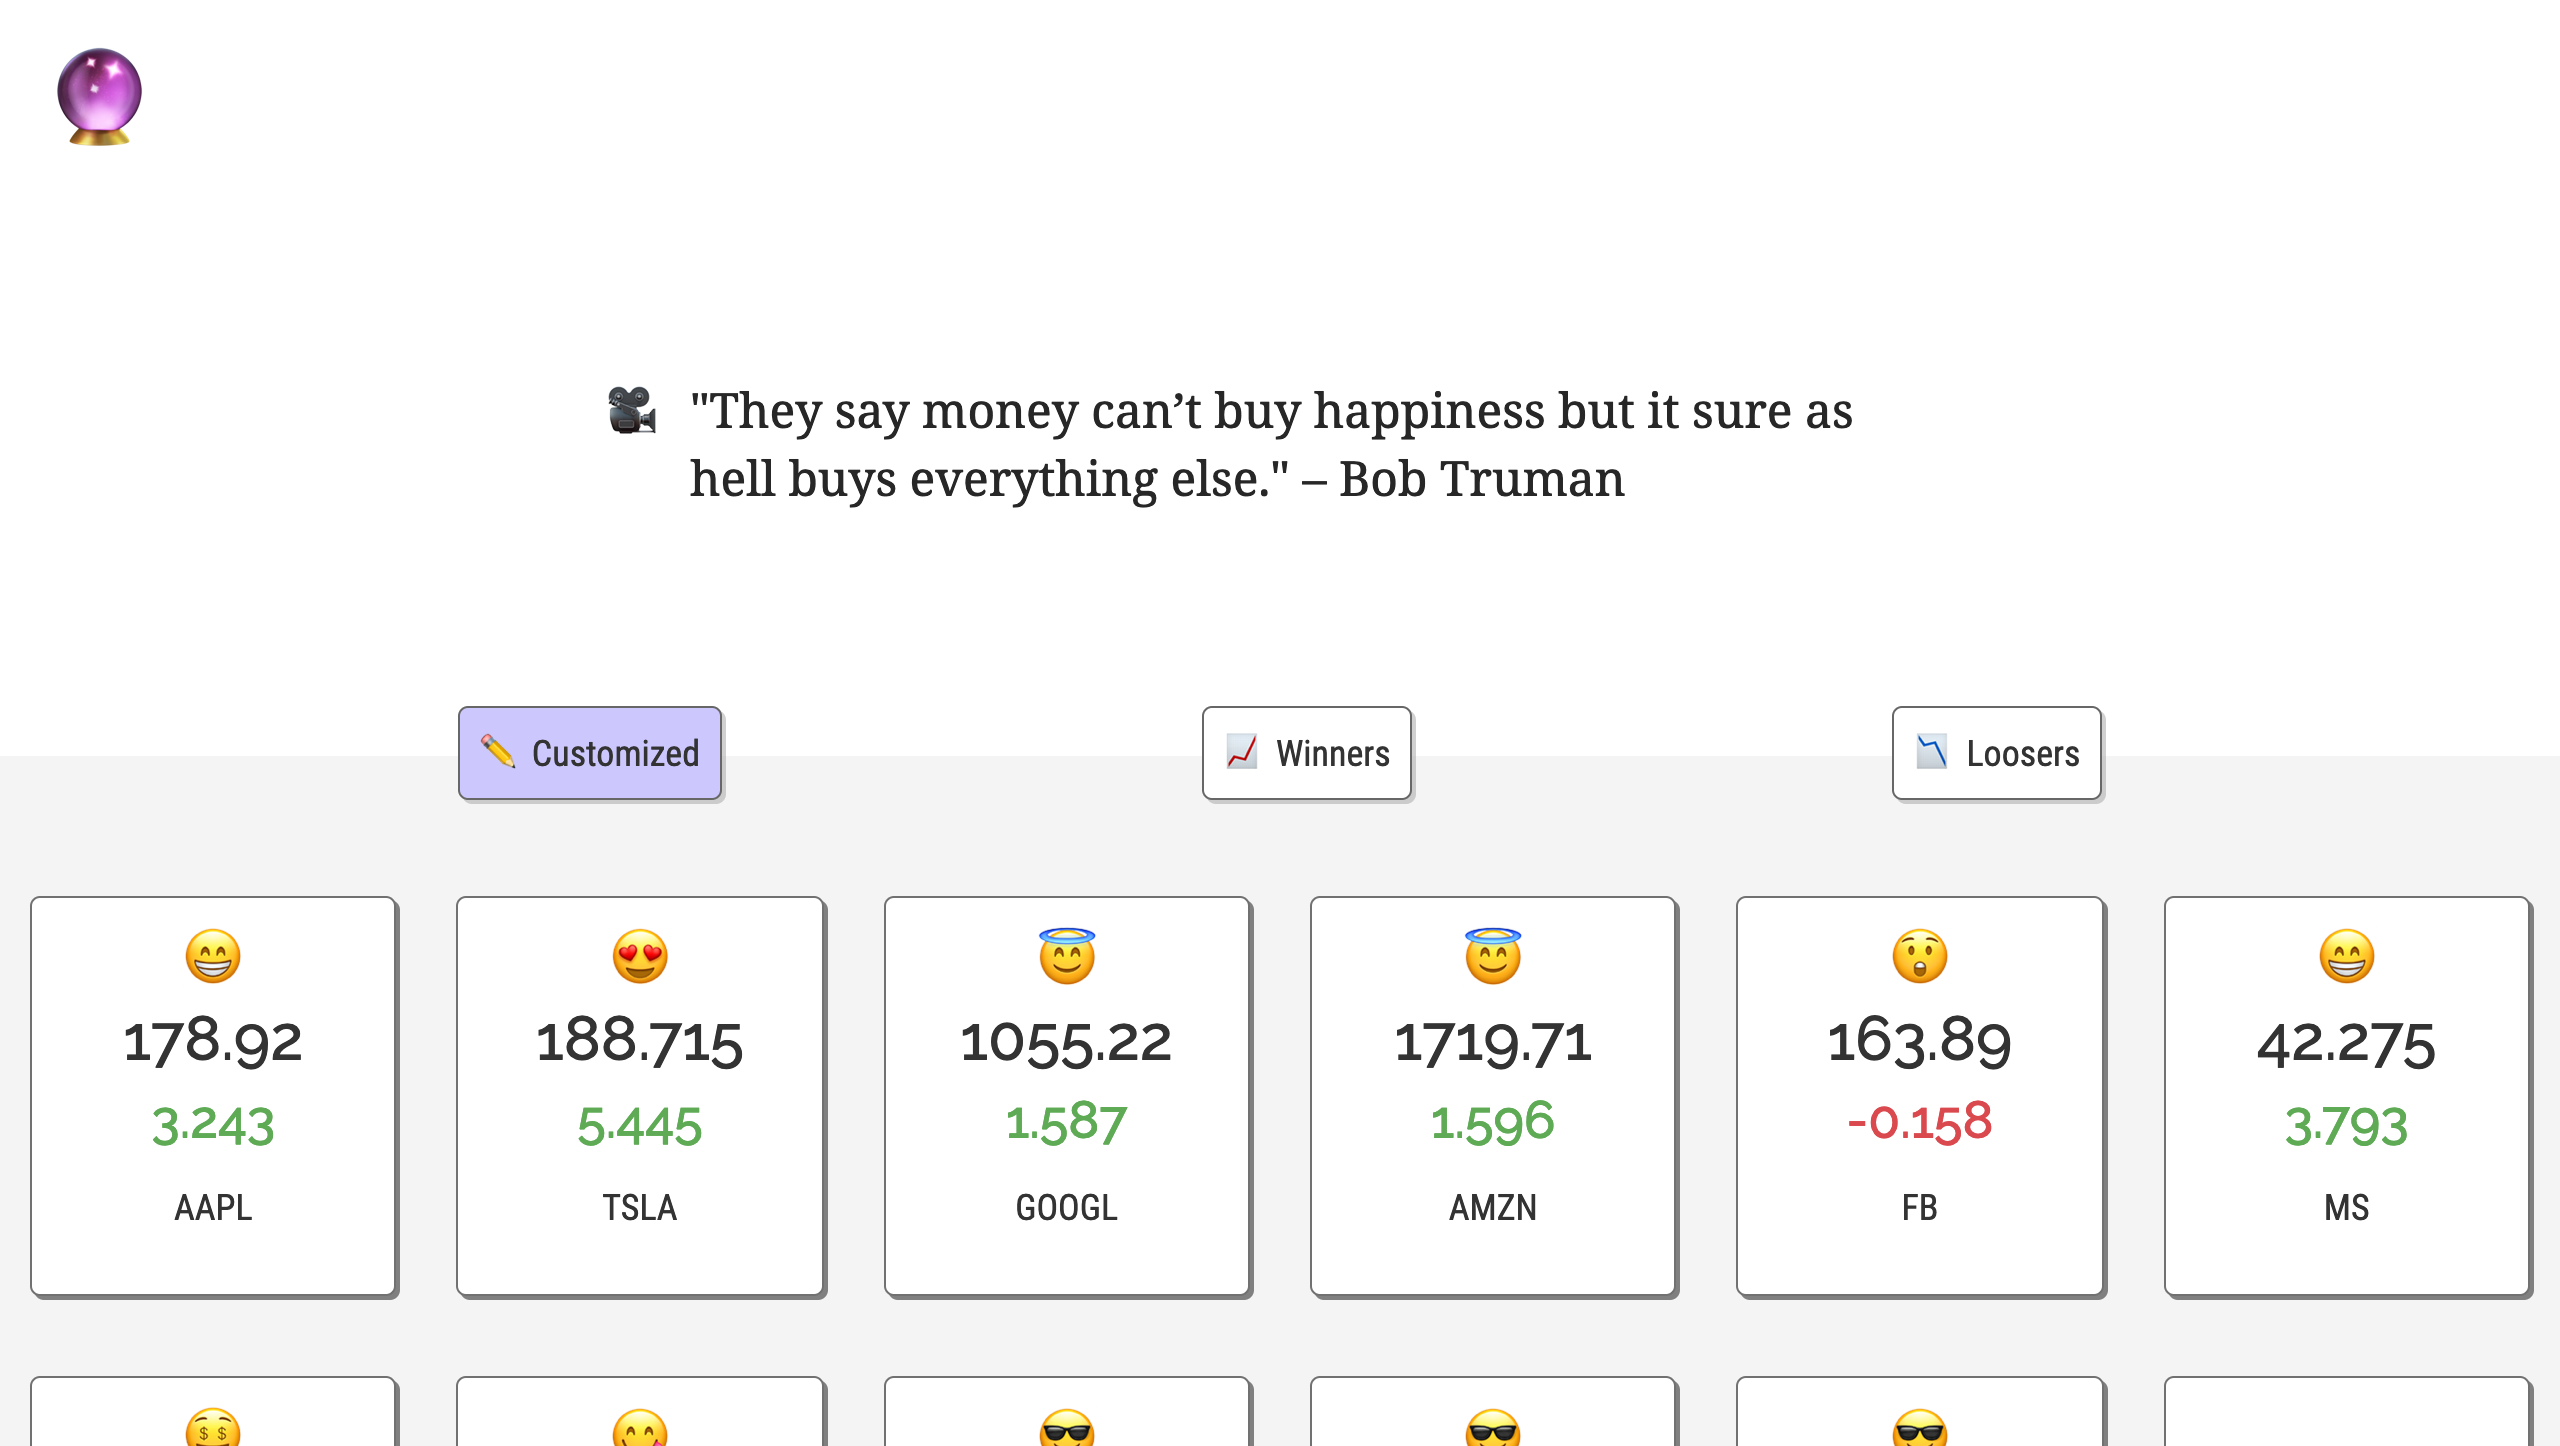 "They say money can’t buy happiness but it sure as
hell buys everything else." – Bob Truman
Customized
Winners
Loosers
178.92
3.243
AAPL
188.715
5.445
TSLA
1055.22
1.587
GOOGL
1719.71
1.596
AMZN
163.89
-0.158
FB
42.275
3.793
MS